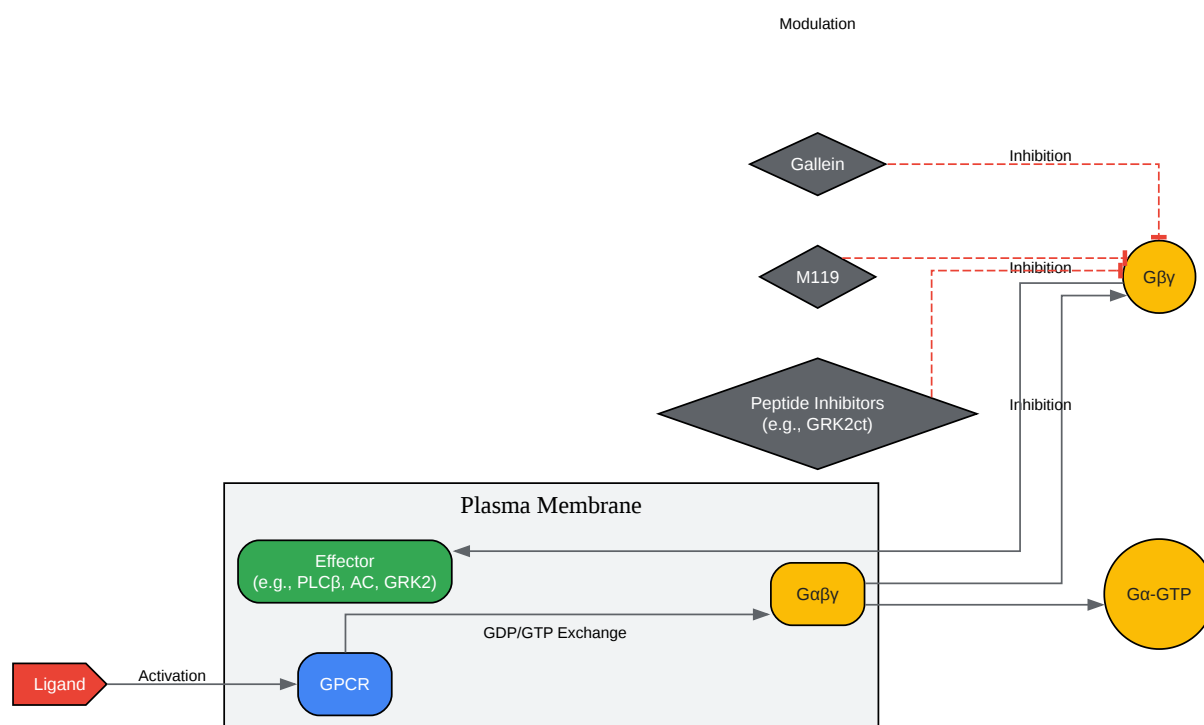 Modulation
Gallein
Inhibition
M119
Inhibition
Gβγ
Peptide Inhibitors
(e.g., GRK2ct)
Inhibition
Plasma Membrane
Effector
(e.g., PLCβ, AC, GRK2)
Gαβγ
Gα-GTP
GDP/GTP Exchange
Ligand
Activation
GPCR